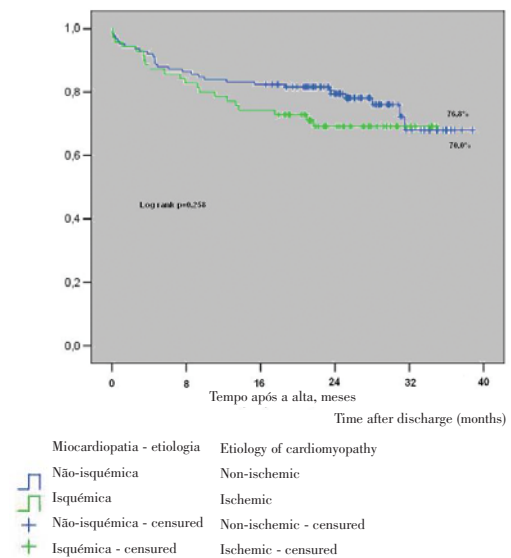 1,0
0,8
76,8%
0,6
70,0%
0,4
Log rank p=0,258
0,2
0,0
0 8 16 24 32 40
Tempo após a alta, meses
Time after discharge (months)
Miocardiopatia - etiologia Etiology of cardiomyopathy
Não-isquémica Non-ischemic
Isquémica Ischemic
Não-isquémica - censured Non-ischemic - censured
Isquémica - censured Ischemic - censured